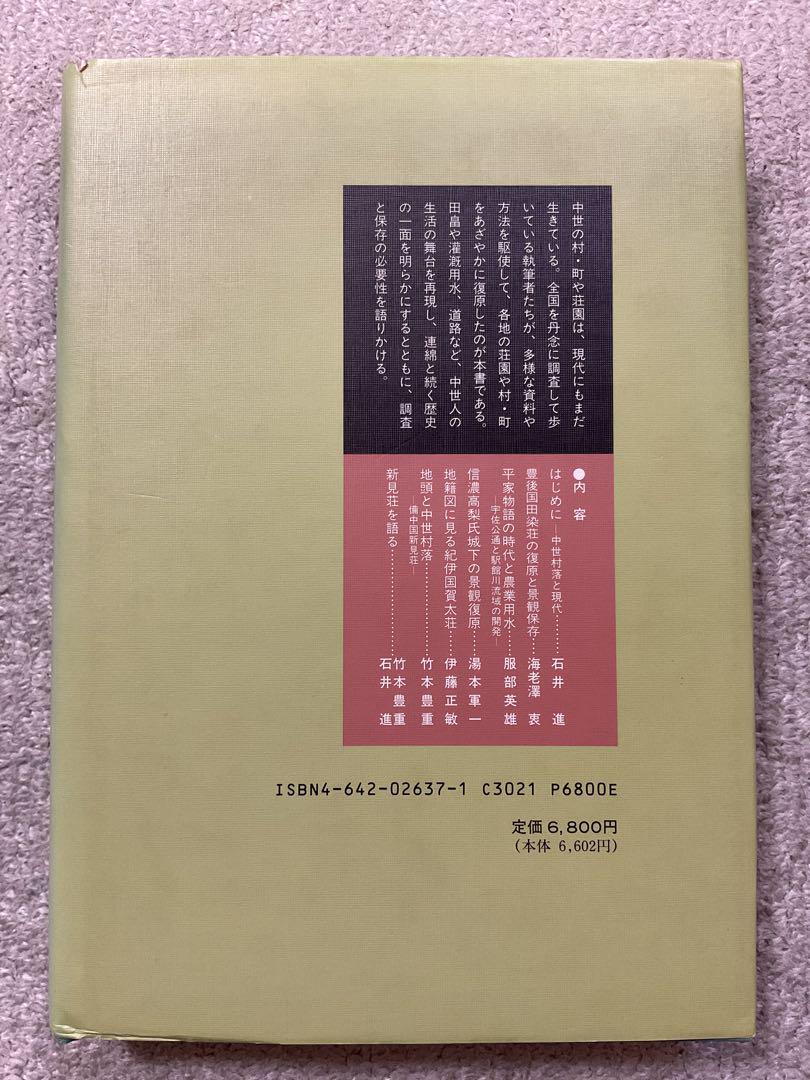 中世の村・町や荘園は、現代にもまだ
生きている。全国を丹念に調査して歩
いている執筆者たちが、多様な資料や
方法を駆使して、各地の荘園や村・町
をあざやかに復原したのが本書である。
田畠や灌漑用水、道路など、中世人の
生活の舞台を再現し、連綿と続く歴史
の一面を明らかにするとともに、調査
と保存の必要性を語りかける。
●内 容
はじめに―中世村落と現代………石井 進
豊後国田染荘の復原と景観保存……海老澤 衷
平家物語の時代と農業用水……服部英雄
―宇佐公通と駅館川流域の開発―
信濃高梨氏城下の景観復原……湯本軍一
地籍図に見る紀伊国賀太荘……伊藤正敏
地頭と中世村落………………竹本豊重
―備中国新見荘―
新見荘を語る………………竹本豊重
石井 進
ISBN4-642-02637-1 C3021 P6800E
定価6,800円
(本体 6,602円)